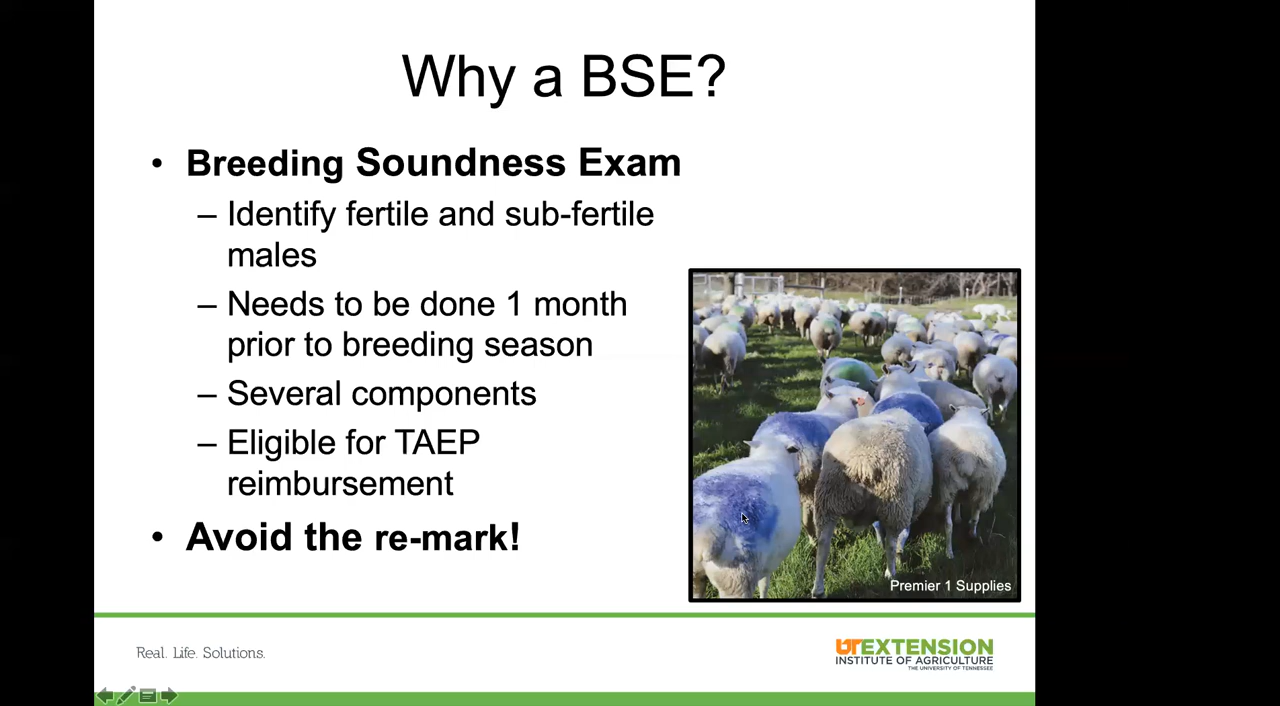 Why a BSE?
• Breeding Soundness Exam
– Identify fertile and sub-fertile
males
– Needs to be done 1 month
prior to breeding season
– Several components
– Eligible for TAEP
reimbursement
• Avoid the re-mark!
Premier 1 Supplies
Real. Life. Solutions.
UTEXTENSION
INSTITUTE OF AGRICULTURE
THE UNIVERSITY OF TENNESSEE